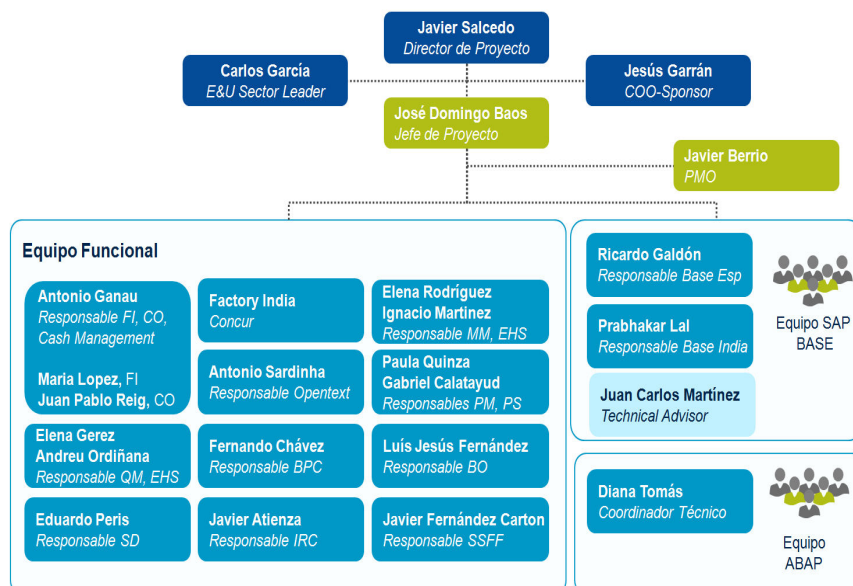 Javier Salcedo
Director de Proyecto
Carlos García
E&U Sector Leader
Jesús Garrán
COO-Sponsor
José Domingo Baos
Jefe de Proyecto
Javier Berrio
PMO
Equipo Funcional
Antonio Ganau
Responsable FI, CO,
Cash Management
Maria Lopez, FI
Juan Pablo Reig, CO
Factory India
Concur
Elena Rodríguez
Ignacio Martinez
Responsable MM, EHS
Antonio Sardinha
Responsable Opentext
Paula Quinza
Gabriel Calatayud
Responsables PM, PS
Elena Gerez
Andreu Ordiñana
Responsable QM, EHS
Fernando Chávez
Responsable BPC
Luís Jesús Fernández
Responsable BO
Eduardo Peris
Responsable SD
Javier Atienza
Responsable IRC
Javier Fernández Carton
Responsable SSFF
Ricardo Galdón
Responsable Base Esp
Prabhakar Lal
Responsable Base India
Juan Carlos Martínez
Technical Advisor
Equipo SAP
BASE
Diana Tomás
Coordinador Técnico
Equipo
ABAP